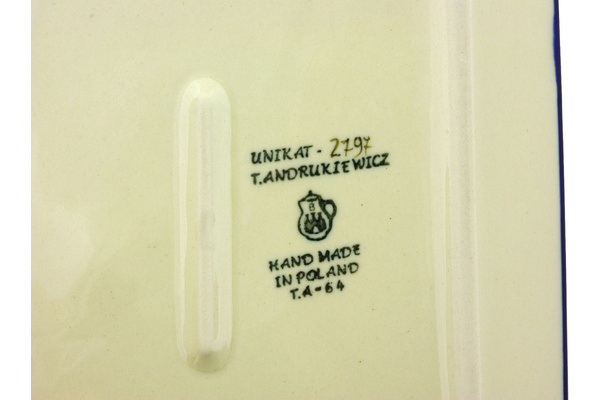 UNIKAT - 2797
T. ANDRUKIEWICZ
B
HAND MADE
IN POLAND
T.A-64